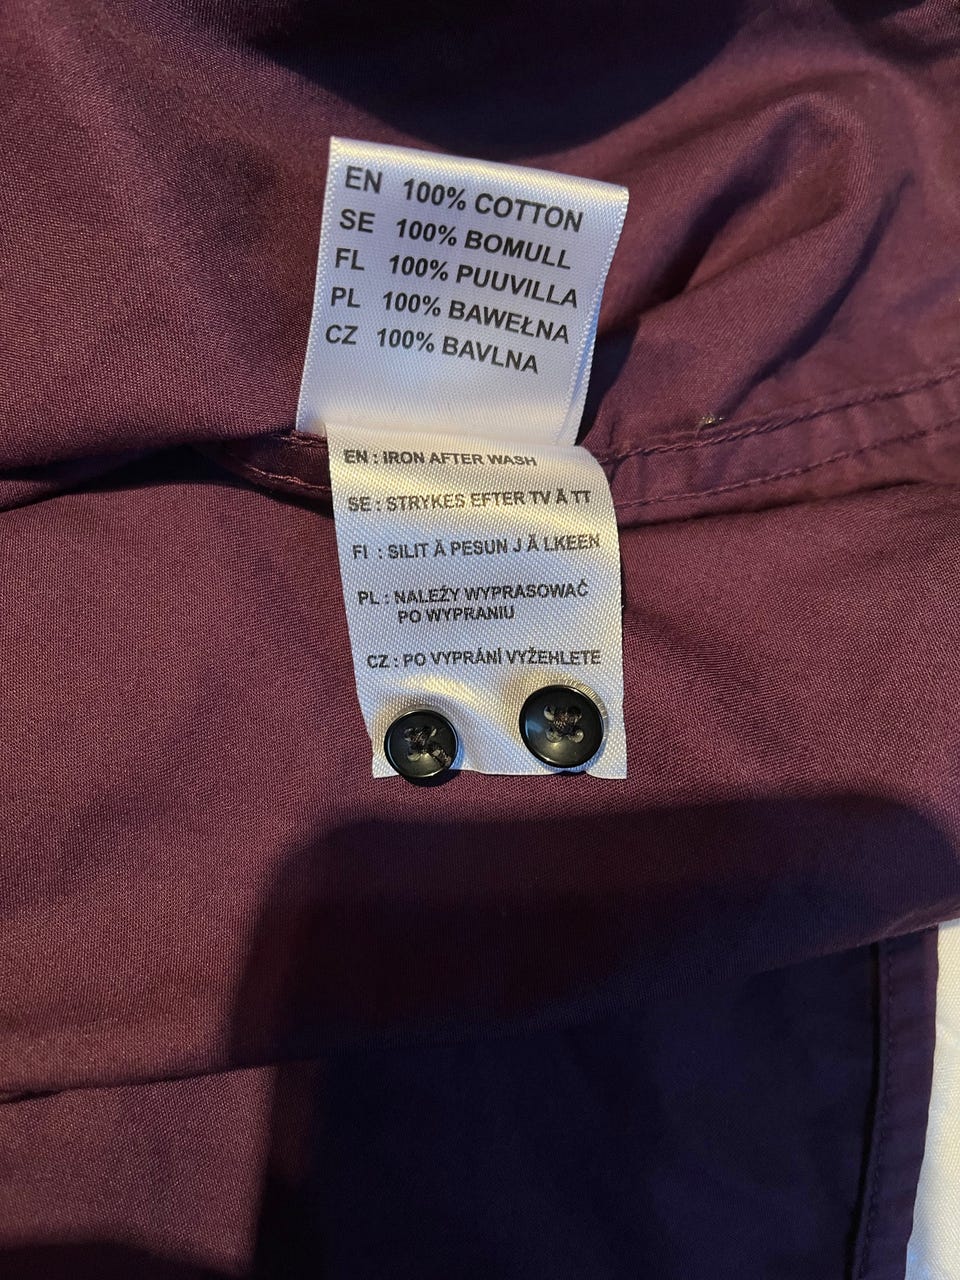 EN 100% COTTON
SE 100% BOMULL
FL 100% PUUVILLA
PL 100% BAWEŁNA
CZ 100% BAVLNA
EN : IRON AFTER WASH
SE : STRYKES EFTER TV Ä TT
FI : SILIT Ä PESUN J Ä LKEEN
PL : NALEŻY WYPRASOWAĆ
PO WYPRANIU
CZ : PO VYPRÁNÍ VYŽEHLETE